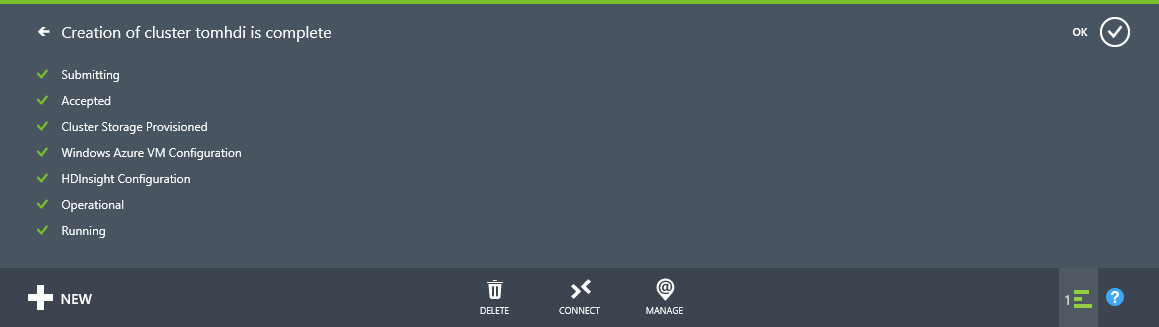 Creation of cluster tomhdi is complete
OK
Submitting
Accepted
Cluster Storage Provisioned
Windows Azure VM Configuration
HDInsight Configuration
Operational
Running
NEW
DELETE
CONNECT
MANAGE
1
?